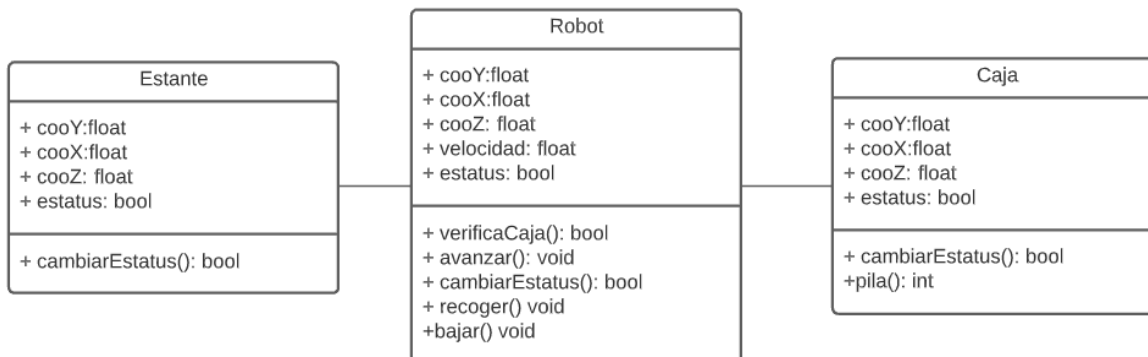 Estante
+ cooY:float
+ cooX:float
+ cooZ: float
+ estatus: bool
+ cambiarEstatus(): bool
Robot
+ cooY:float
+ cooX:float
+ cooZ: float
+ velocidad: float
+ estatus: bool
+ verificaCaja(): bool
+ avanzar(): void
+ cambiarEstatus(): bool
+ recoger() void
+bajar() void
Caja
+ cooY:float
+ cooX:float
+ cooZ: float
+ estatus: bool
+ cambiarEstatus(): bool
+pila(): int